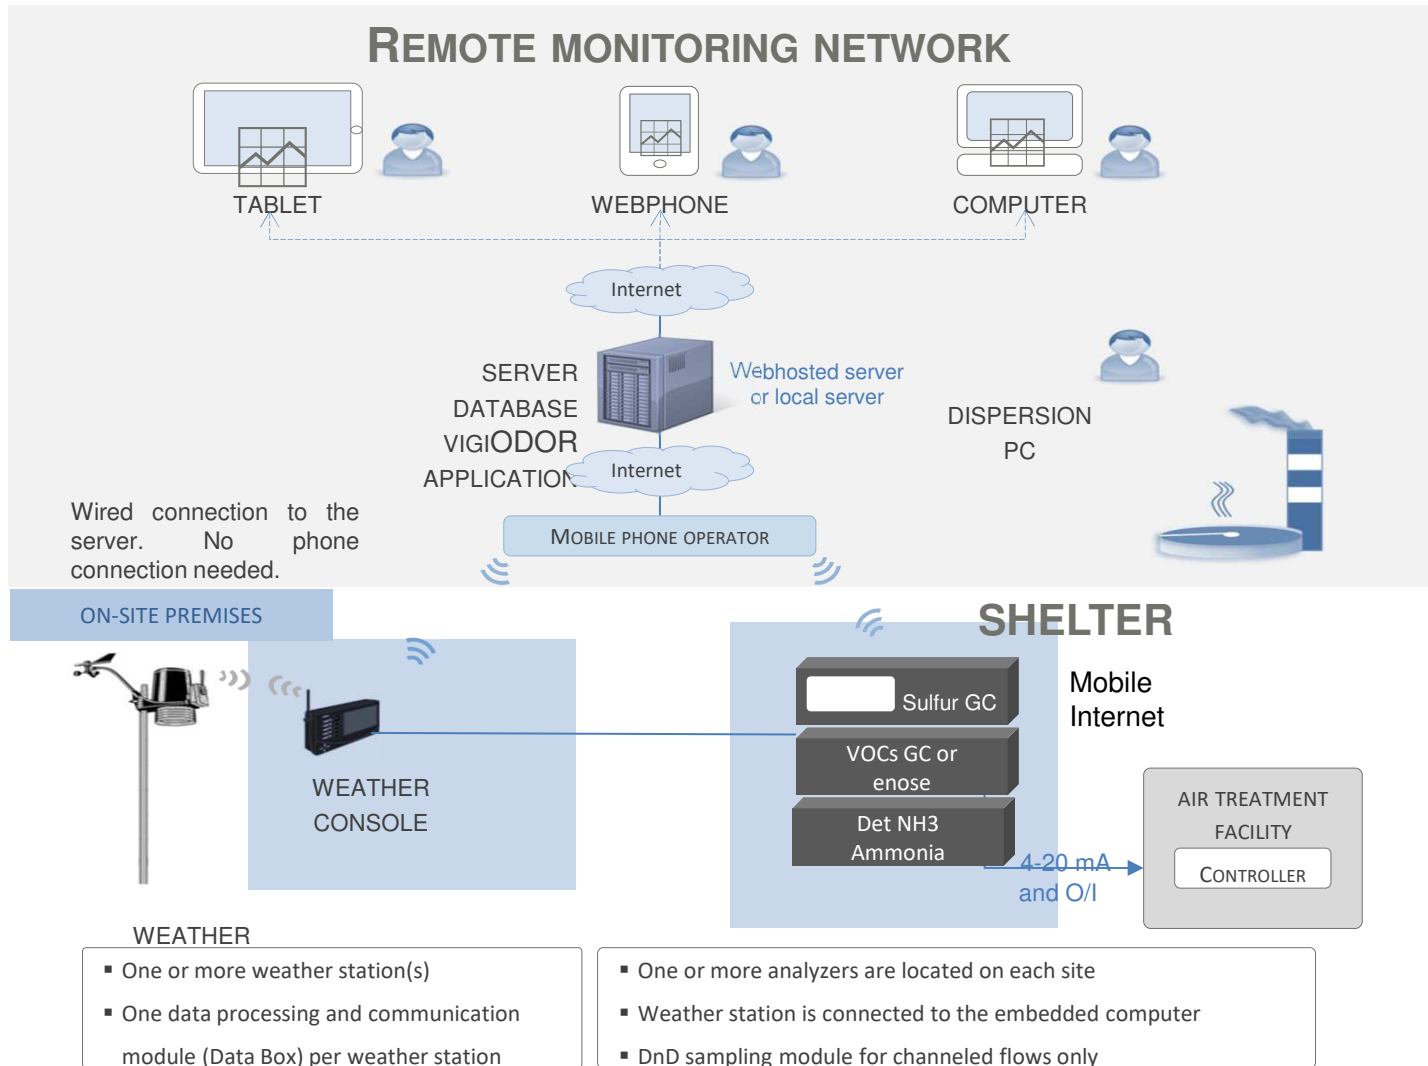 REMOTE MONITORING NETWORK
TABLET
WEBPHONE
COMPUTER
Internet
SERVER
DATABASE
VIGIODOR
APPLICATION
Webhosted server
or local server
DISPERSION
PC
Internet
MOBILE PHONE OPERATOR
Wired connection to the
server. No phone
connection needed.
ON-SITE PREMISES
SHELTER
Mobile
Internet
Sulfur GC
VOCs GC or
enose
Det NH3
Ammonia
WEATHER
CONSOLE
4-20 mA
and O/I
AIR TREATMENT
FACILITY
CONTROLLER
WEATHER
▪ One or more weather station(s)
▪ One data processing and communication
module (Data Box) per weather station
▪ One or more analyzers are located on each site
▪ Weather station is connected to the embedded computer
▪ DnD sampling module for channeled flows only